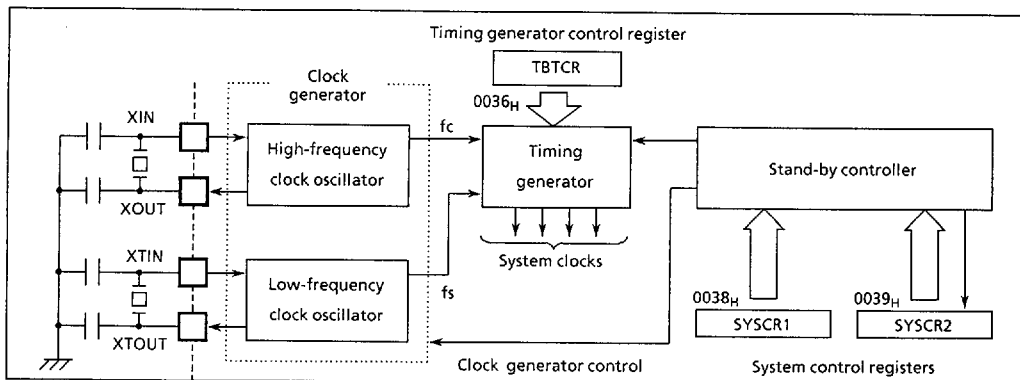 Timing generator control register
TBTCR
0036H
Clock
generator
XIN
XOUT
High-frequency
clock oscillator
fc
Timing
generator
Stand-by controller
System clocks
XTIN
XTOUT
Low-frequency
clock oscillator
fs
0038H
SYSCR1
0039H
SYSCR2
Clock generator control
System control registers